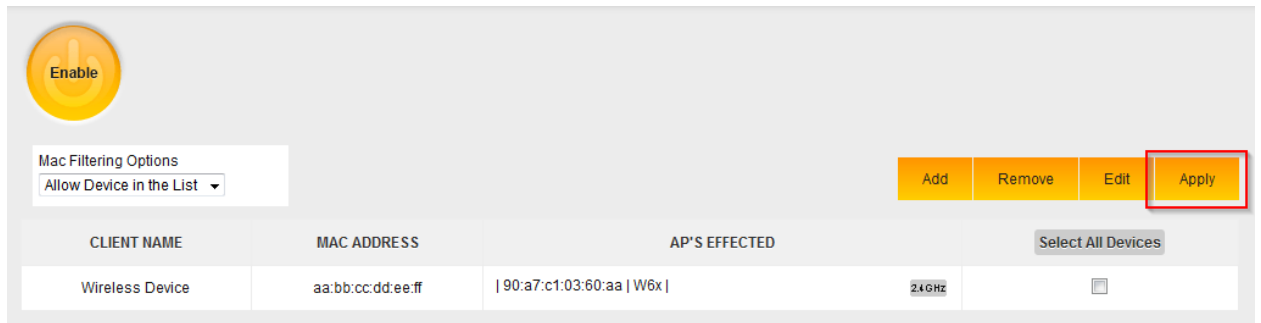 Enable
Mac Filtering Options
Allow Device in the List
Add Remove Edit Apply
CLIENT NAME MAC ADDRESS AP'S EFFECTED Select All Devices
Wireless Device aa:bb:cc:dd:ee:ff | 90:a7:c1:03:60:aa | W6x | 2.4GHZ